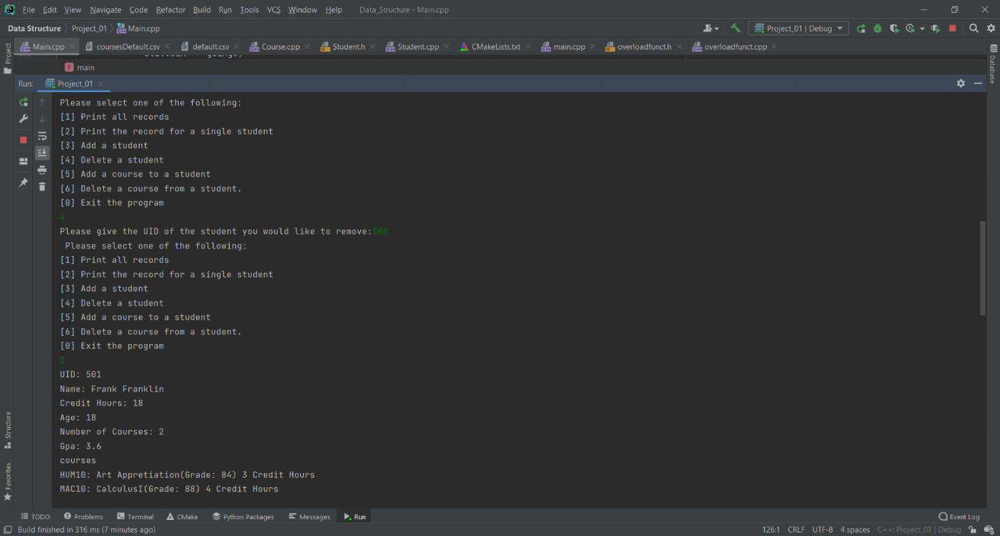 File Edit View Navigate Code Refactor Build Run Tools VCS Window Help Data_Structure - Main.cpp
Data Structure Project_01 Main.cpp Project_01 | Debug
Project
Main.cpp coursesDefault.csv default.csv Course.cpp Student.h Student.cpp CMakeLists.txt main.cpp overloadfunct.h overloadfunct.cpp
Database
f main
Run: Project_01
Please select one of the following:
[1] Print all records
[2] Print the record for a single student
[3] Add a student
[4] Delete a student
[5] Add a course to a student
[6] Delete a course from a student.
[0] Exit the program
4
Please give the UID of the student you would like to remove:500
Please select one of the following:
[1] Print all records
[2] Print the record for a single student
[3] Add a student
[4] Delete a student
[5] Add a course to a student
[6] Delete a course from a student.
[0] Exit the program
1
UID: 501
Name: Frank Franklin
Credit Hours: 18
Age: 18
Number of Courses: 2
Gpa: 3.6
courses
HUM10: Art Appretiation(Grade: 84) 3 Credit Hours
MAC10: CalculusI(Grade: 88) 4 Credit Hours
Structure
Favorites
TODO Problems Terminal CMake Python Packages Messages Run Event Log
Build finished in 316 ms (7 minutes ago) 126:1 CRLF UTF-8 4 spaces C++: Project_01 | Debug